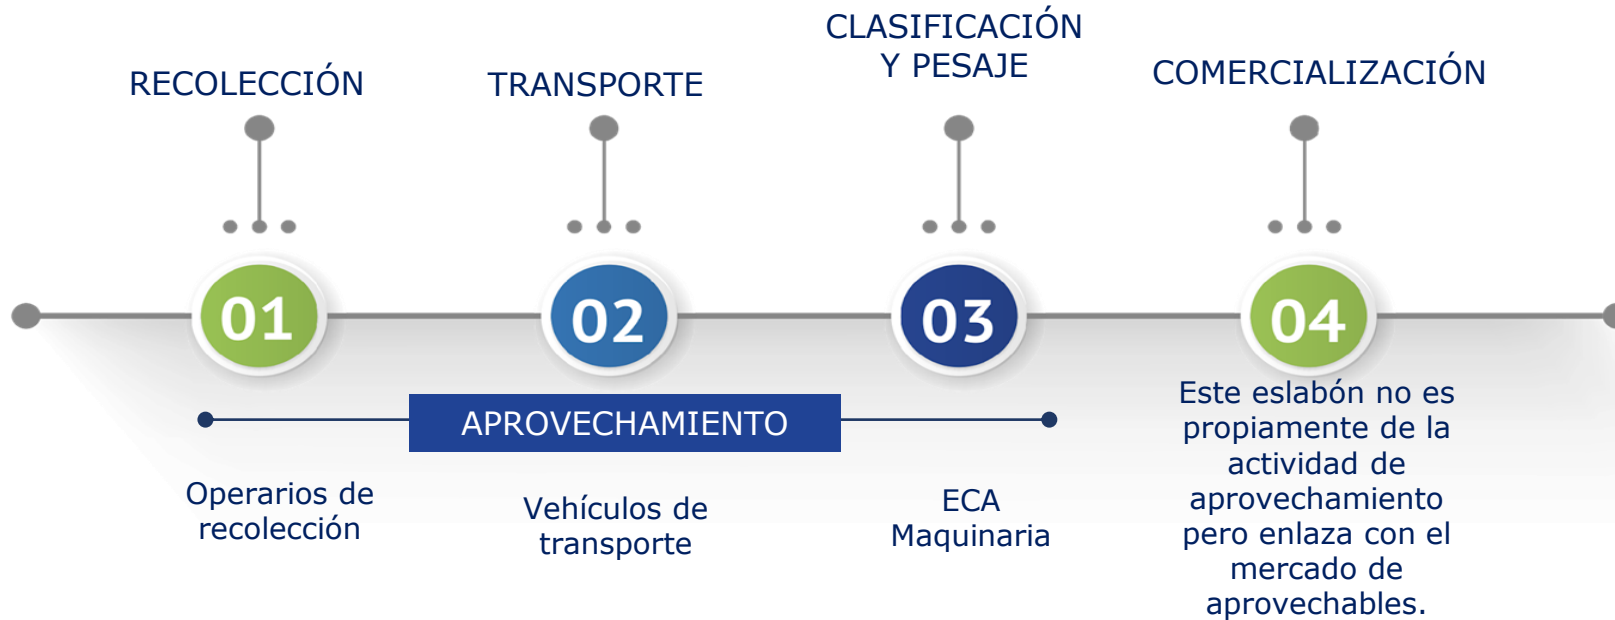 RECOLECCIÓN
TRANSPORTE
CLASIFICACIÓN
Y PESAJE
COMERCIALIZACIÓN
01
02
03
04
APROVECHAMIENTO
Operarios de
recolección
Vehículos de
transporte
ECA
Maquinaria
Este eslabón no es
propiamente de la
actividad de
aprovechamiento
pero enlaza con el
mercado de
aprovechables.